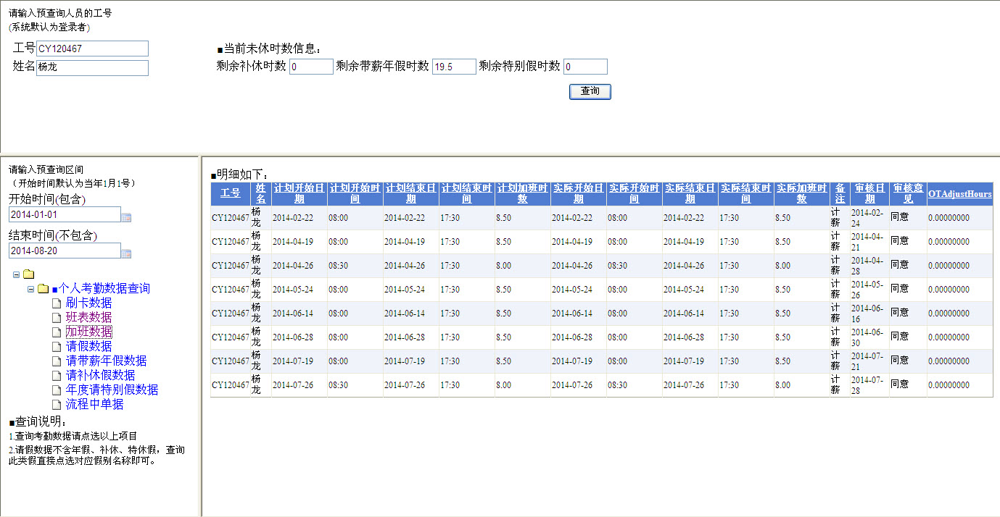 请输入预查询人员的工号
(系统默认为登录者)
工号 CY120467
姓名 杨龙
■当前未休时数信息：
剩余补休时数 0 剩余带薪年假时数 19.5 剩余特别假时数 0
查询
请输入预查询区间
（开始时间默认为当年1月1号）
开始时间(包含)
2014-01-01
结束时间(不包含)
2014-08-20
■个人考勤数据查询
刷卡数据
班表数据
加班数据
请假数据
请带薪年假数据
请补休假数据
年度请特别假数据
流程中单据
■查询说明：
1.查询考勤数据请点选以上项目
2.请假数据不含年假、补休、特休假，查询
此类假直接点选对应假别名称即可。
■明细如下：
工号 姓名 计划开始日期 计划开始时间 计划结束日期 计划结束时间 计划加班时数 实际开始日期 实际开始时间 实际结束日期 实际结束时间 实际加班时数 备注 审核日期 审核意见 OTAdjustHours
CY120467 杨龙 2014-02-22 08:00 2014-02-22 17:30 8.50 2014-02-22 08:00 2014-02-22 17:30 8.50 计薪 2014-02-24 同意 0.00000000
CY120467 杨龙 2014-04-19 08:00 2014-04-19 17:30 8.50 2014-04-19 08:00 2014-04-19 17:30 8.50 计薪 2014-04-21 同意 0.00000000
CY120467 杨龙 2014-04-26 08:30 2014-04-26 17:30 8.00 2014-04-26 08:30 2014-04-26 17:30 8.00 计薪 2014-04-28 同意 0.00000000
CY120467 杨龙 2014-05-24 08:00 2014-05-24 17:30 8.50 2014-05-24 08:00 2014-05-24 17:30 8.50 计薪 2014-05-26 同意 0.00000000
CY120467 杨龙 2014-06-14 08:00 2014-06-14 17:30 8.50 2014-06-14 08:00 2014-06-14 17:30 8.50 计薪 2014-06-16 同意 0.00000000
CY120467 杨龙 2014-06-28 08:00 2014-06-28 17:30 8.50 2014-06-28 08:00 2014-06-28 17:30 8.50 计薪 2014-06-30 同意 0.00000000
CY120467 杨龙 2014-07-19 08:00 2014-07-19 17:30 8.50 2014-07-19 08:00 2014-07-19 17:30 8.50 计薪 2014-07-21 同意 0.00000000
CY120467 杨龙 2014-07-26 08:30 2014-07-26 17:30 8.00 2014-07-26 08:30 2014-07-26 17:30 8.00 计薪 2014-07-28 同意 0.00000000